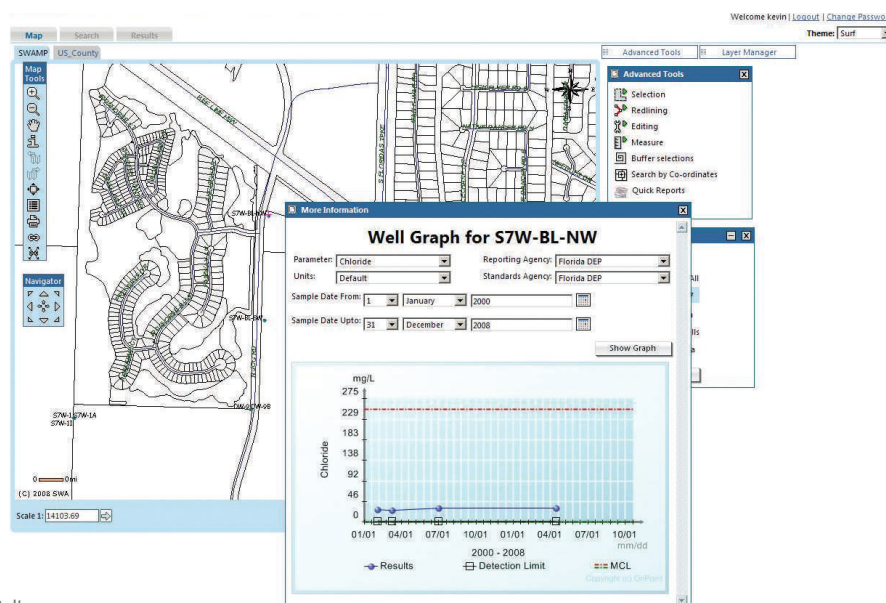 Welcome kevin | Logout | Change Passwo
Map Search Results
Theme: Surf
SWAMP US_County
Advanced Tools Layer Manager
Map Tools
Advanced Tools
Selection
Redlining
Editing
Measure
Buffer selections
Search by Co-ordinates
Quick Reports
Navigator
S7W-BL-NW
S7W-BL-SW
S7W-1A
S7W-1I
0 0mi
(C) 2008 SWA
Scale 1: 14103.69
More Information
Well Graph for S7W-BL-NW
Parameter: Chloride Reporting Agency: Florida DEP
Units: Default Standards Agency: Florida DEP
Sample Date From: 1 January 2000
Sample Date Upto: 31 December 2008
Show Graph
mg/L
275
229
183
138
92
46
0
Chloride
01/01 04/01 07/01 10/01 01/01 04/01 07/01 10/01
mm/dd
2000 - 2008
Results Detection Limit MCL